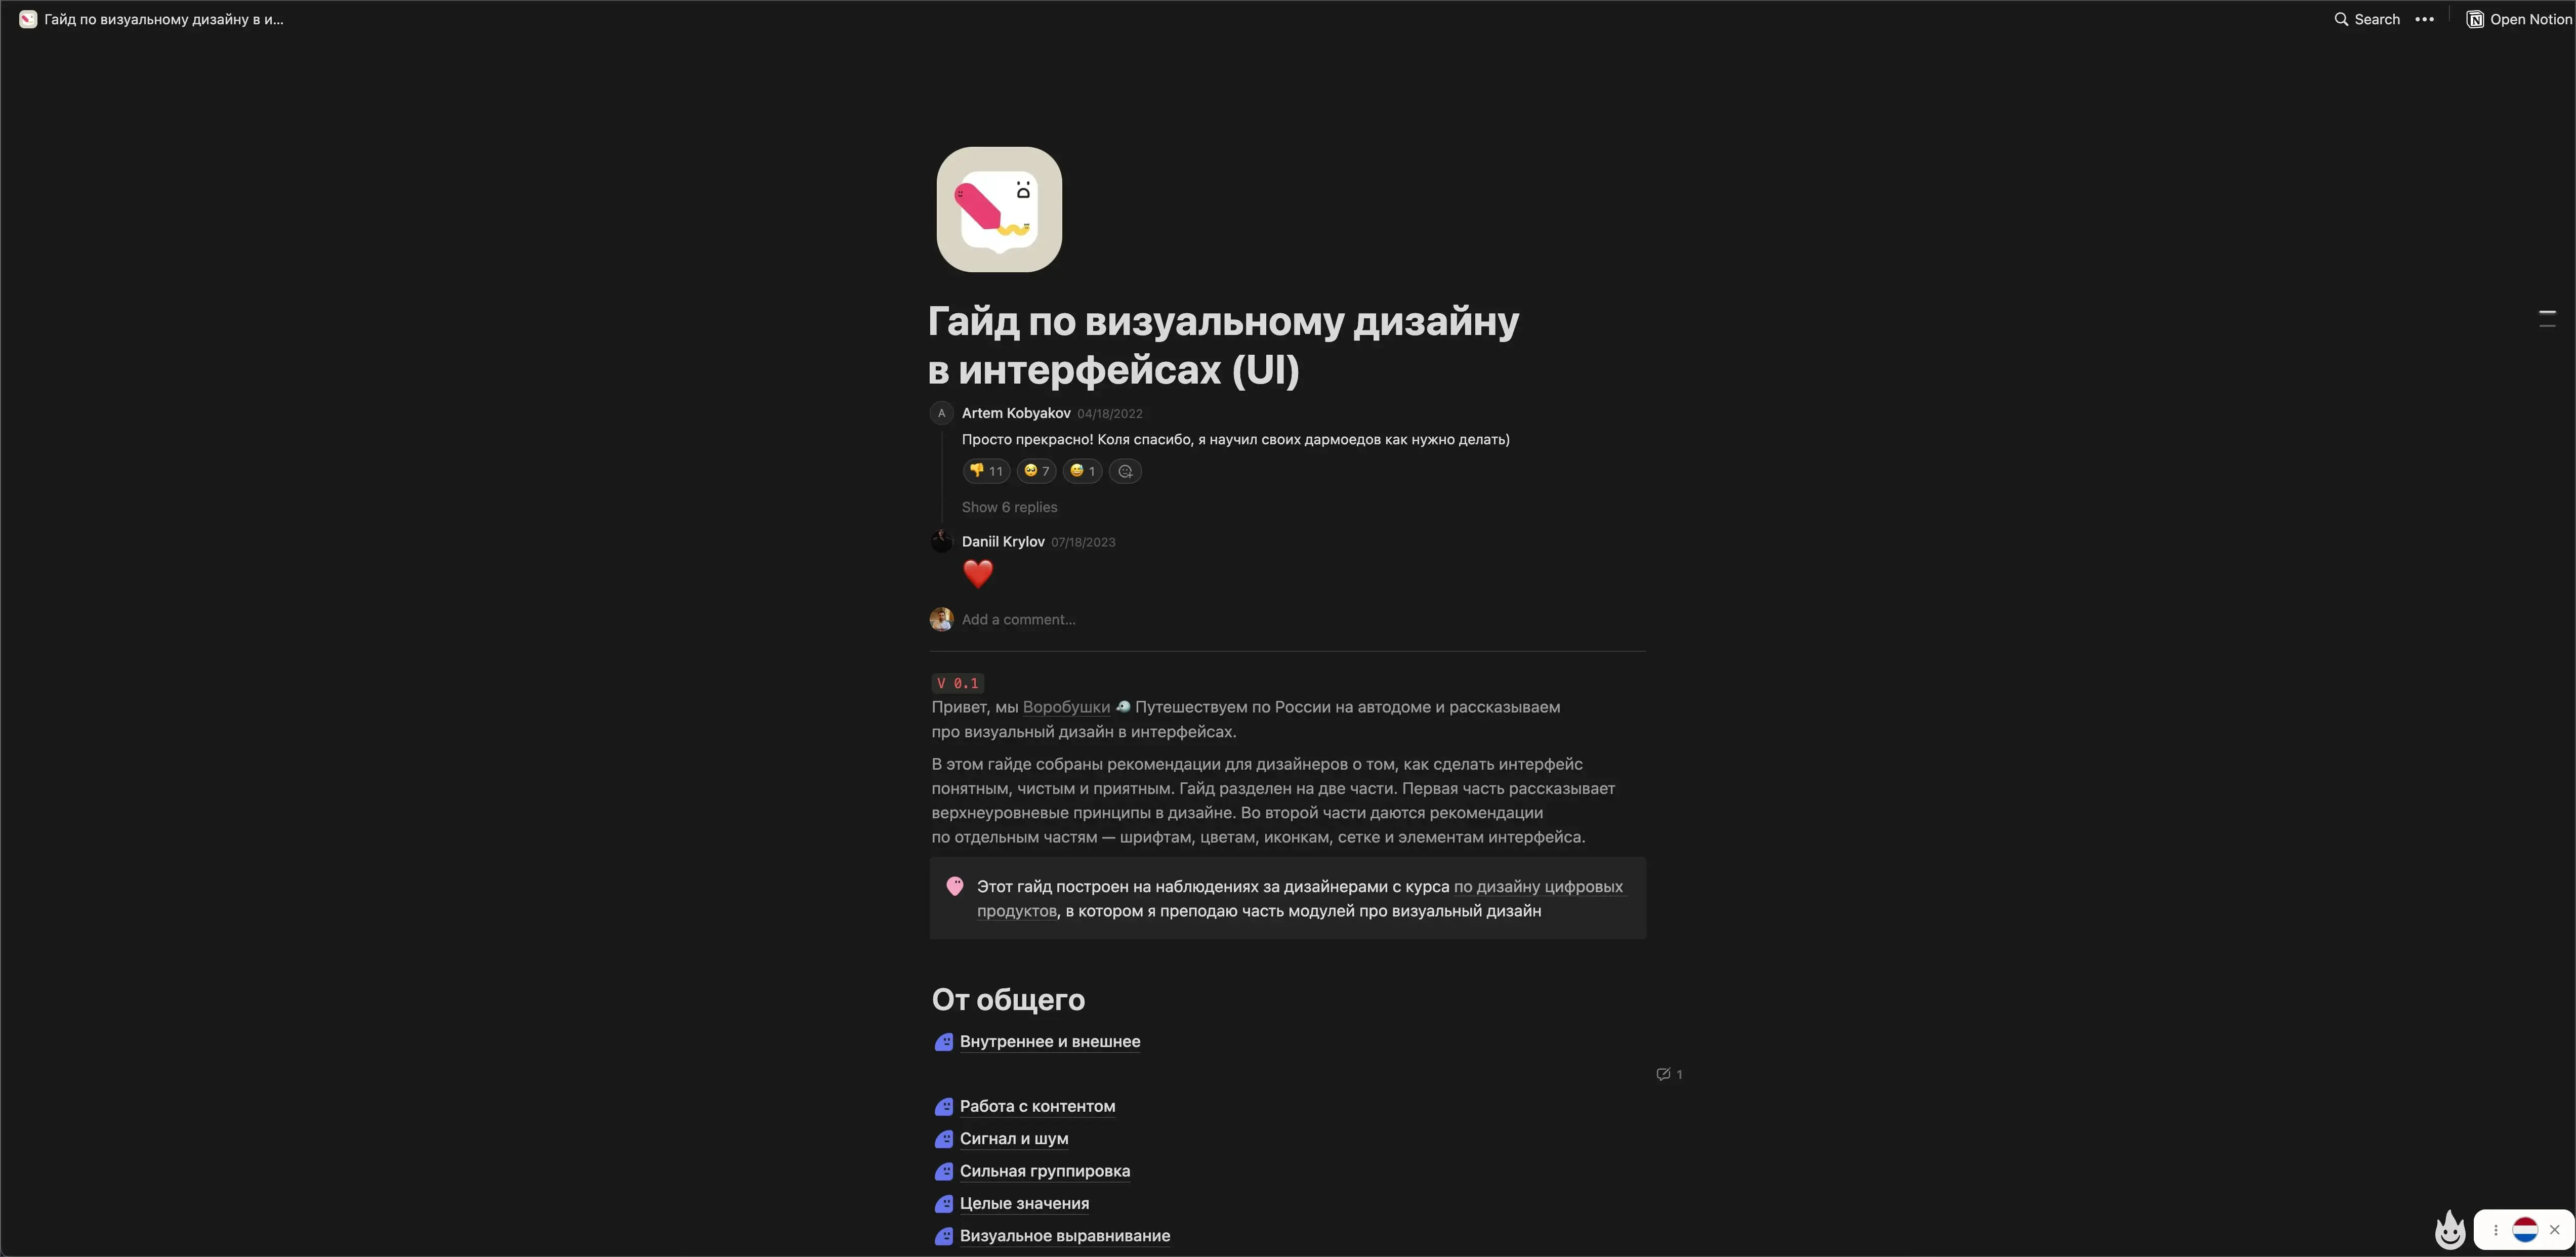 Гайд по визуальному дизайну в и...
Search
Open Notion
Гайд по визуальному дизайну
в интерфейсах (UI)
A
Artem Kobyakov 04/18/2022
Просто прекрасно! Коля спасибо, я научил своих дармоедов как нужно делать)
11 7 1
Show 6 replies
Daniil Krylov 07/18/2023
Add a comment...
V 0.1
Привет, мы Воробушки Путешествуем по России на автодоме и рассказываем
про визуальный дизайн в интерфейсах.
В этом гайде собраны рекомендации для дизайнеров о том, как сделать интерфейс
понятным, чистым и приятным. Гайд разделен на две части. Первая часть рассказывает
верхнеуровневые принципы в дизайне. Во второй части даются рекомендации
по отдельным частям — шрифтам, цветам, иконкам, сетке и элементам интерфейса.
Этот гайд построен на наблюдениях за дизайнерами с курса по дизайну цифровых
продуктов, в котором я преподаю часть модулей про визуальный дизайн
От общего
Внутреннее и внешнее
1
Работа с контентом
Сигнал и шум
Сильная группировка
Целые значения
Визуальное выравнивание